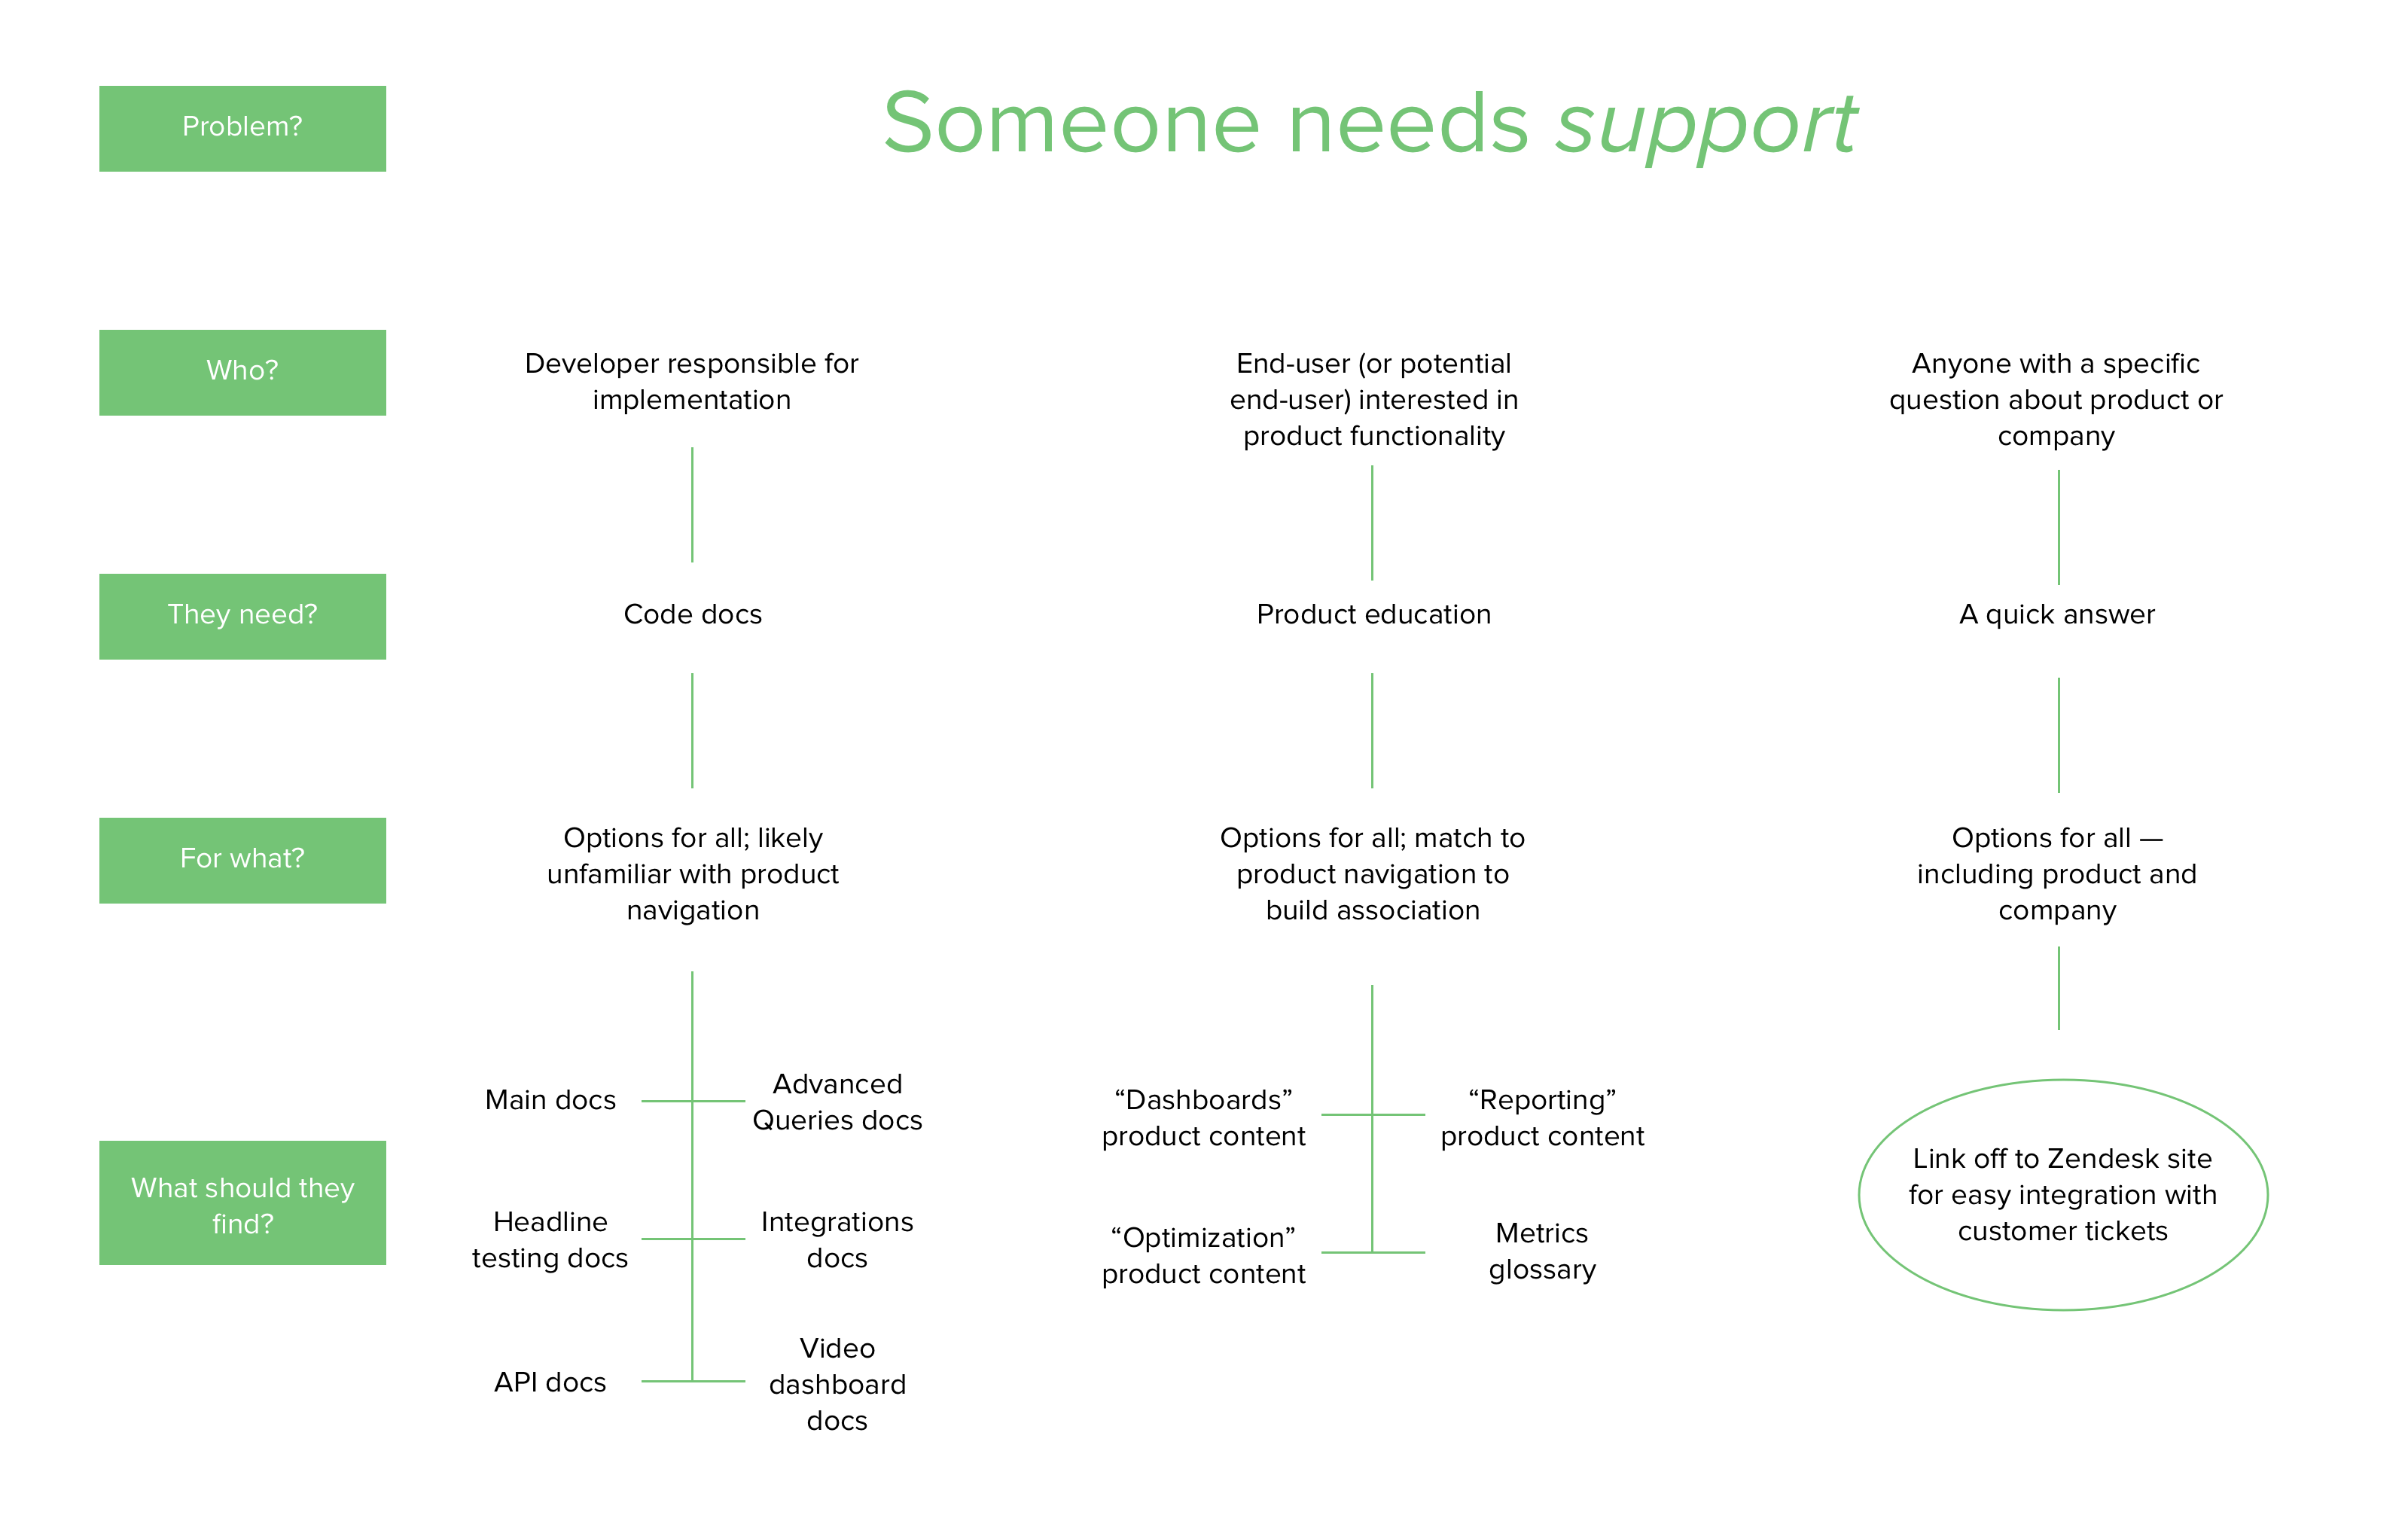 Problem?
Someone needs support
Who?
Developer responsible for
implementation
End-user (or potential
end-user) interested in
product functionality
Anyone with a specific
question about product or
company
They need?
Code docs
Product education
A quick answer
For what?
Options for all; likely
unfamiliar with product
navigation
Options for all; match to
product navigation to
build association
Options for all —
including product and
company
What should they
find?
Main docs
Advanced
Queries docs
Headline
testing docs
Integrations
docs
API docs
Video
dashboard
docs
“Dashboards”
product content
“Reporting”
product content
“Optimization”
product content
Metrics
glossary
Link off to Zendesk site
for easy integration with
customer tickets